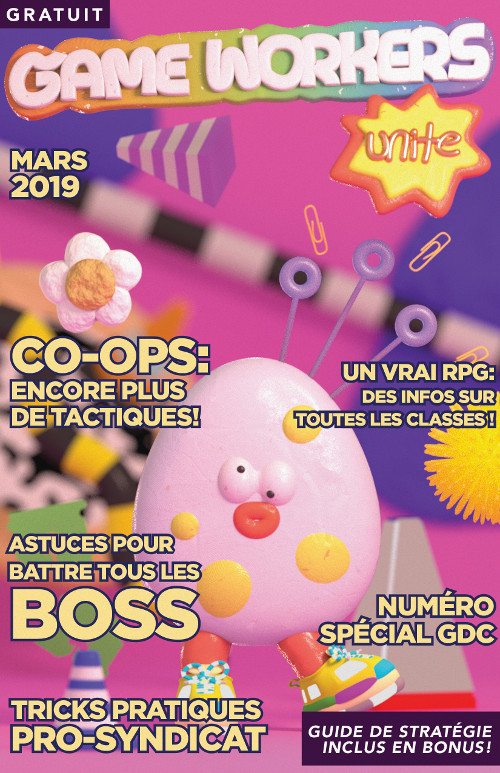 GRATUIT
GAME WORKERS
unite
MARS
2019
CO-OPS:
ENCORE PLUS
DE TACTIQUES!
UN VRAI RPG:
DES INFOS SUR
TOUTES LES CLASSES !
ASTUCES POUR
BATTRE TOUS LES
BOSS
NUMÉRO
SPÉCIAL GDC
TRICKS PRATIQUES
PRO-SYNDICAT
GUIDE DE STRATÉGIE
INCLUS EN BONUS!